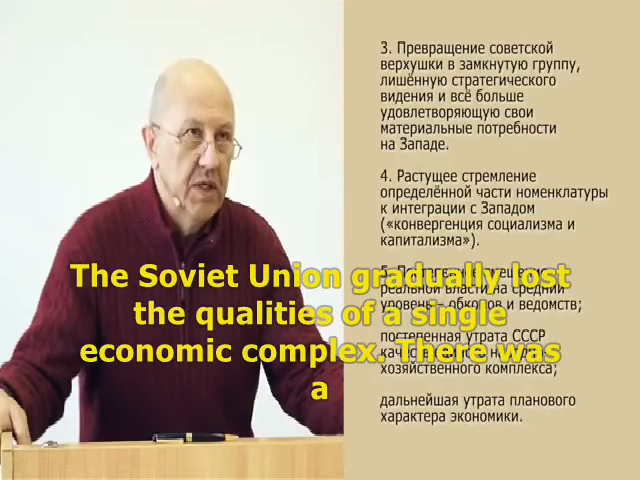 3. Превращение советской
верхушки в замкнутую группу,
лишённую стратегического
видения и всё больше
удовлетворяющую свои
материальные потребности
на Западе.
4. Растущее стремление
определённой части номенклатуры
к интеграции с Западом
(«конвергенция социализма и
капитализма»).
The Soviet Union gradually lost
the qualities of a single
economic complex. There was
a
5.
реальной власти на средний
уровень – обкомов и ведомств;
постепенная утрата СССР
хозяйственного комплекса;
дальнейшая утрата планового
характера экономики.